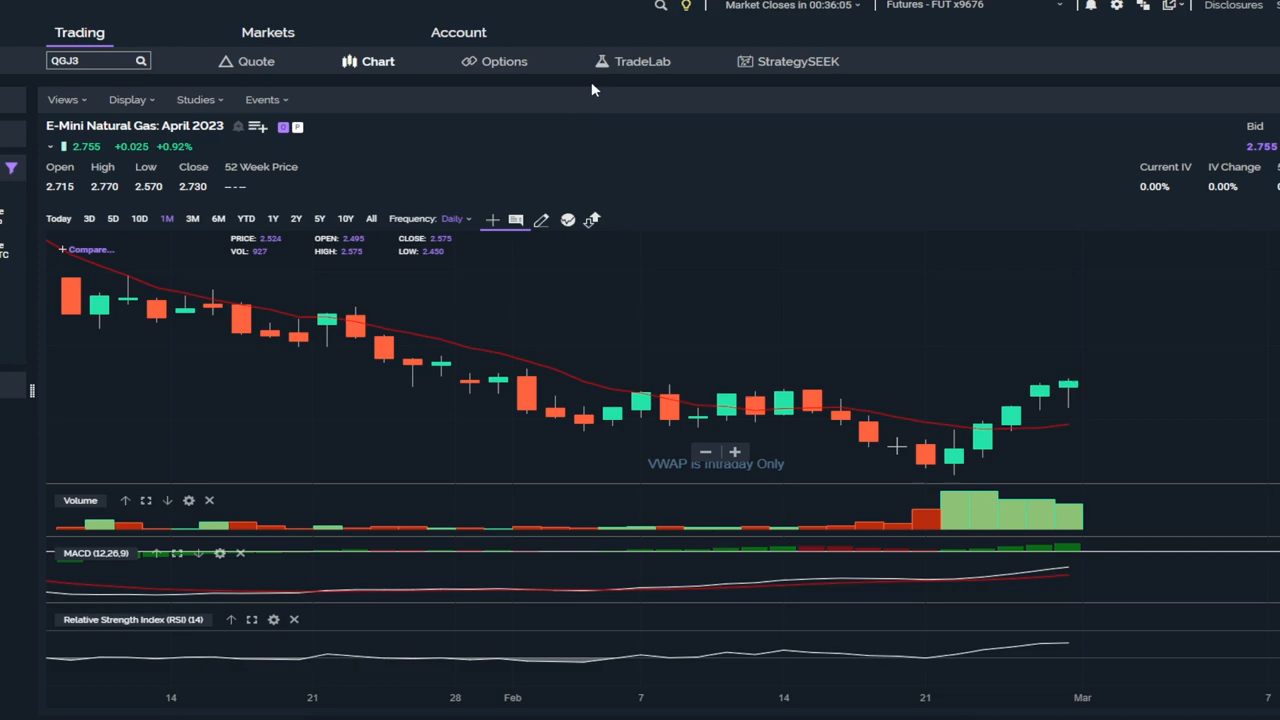 Market Closes in 00:36:05 Futures - FUT x9676 Disclosures
Trading Markets Account
QGJ3 Quote Chart Options TradeLab StrategySEEK
Views Display Studies Events
E-Mini Natural Gas: April 2023 P Bid
2.755 +0.025 +0.92% 2.755
Open High Low Close 52 Week Price Current IV IV Change
2.715 2.770 2.570 2.730 --- 0.00% 0.00%
Today 3D 5D 10D 1M 3M 6M YTD 1Y 2Y 5Y 10Y All Frequency: Daily
PRICE: 2.524 OPEN: 2.495 CLOSE: 2.575
+ Compare...
VOL: 927 HIGH: 2.575 LOW: 2.450
TC
VWAP is Intraday Only
Volume
MACD (12,26,9)
Relative Strength Index (RSI) (14)
14 21 28 Feb 7 14 21 Mar 7